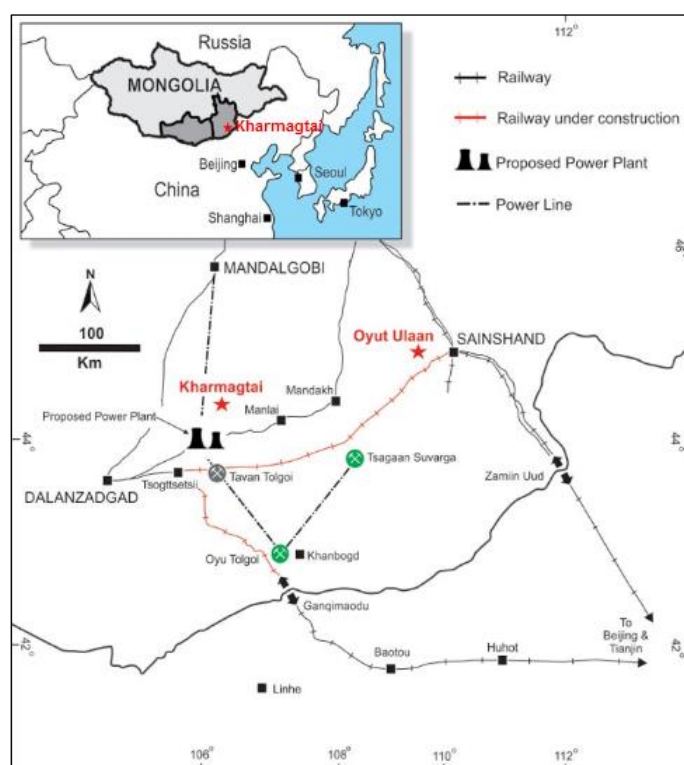 Russia
MONGOLIA
Kharmagtai
Beijing
China
Seoul
Shanghai
Tokyo
112°
Railway
Railway under construction
Proposed Power Plant
Power Line
46°
N
100
Km
MANDALGOBI
Oyut Ulaan
SAINSHAND
Kharmagtai
Mandakh
Manlai
Proposed Power Plant
44°
44°
Tsagaan Suvarga
Zamiin Uud
Tavan Tolgoi
Tsogttsetsii
DALANZADGAD
Oyu Tolgoi
Khanbogd
Ganqimaodu
To
Beijing &
Tianjin
42°
42°
Baotou
Huhot
Linhe
106°
108°
110°
112°